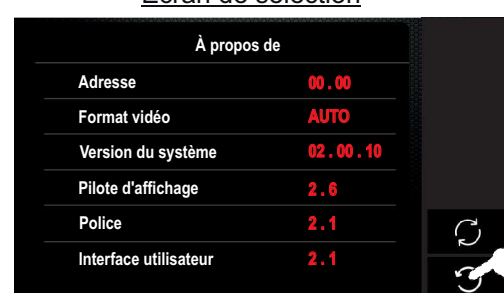 Écran de sélection
À propos de
Adresse 00.00
Format vidéo AUTO
Version du système 02.00.10
Pilote d'affichage 2.6
Police 2.1
Interface utilisateur 2.1